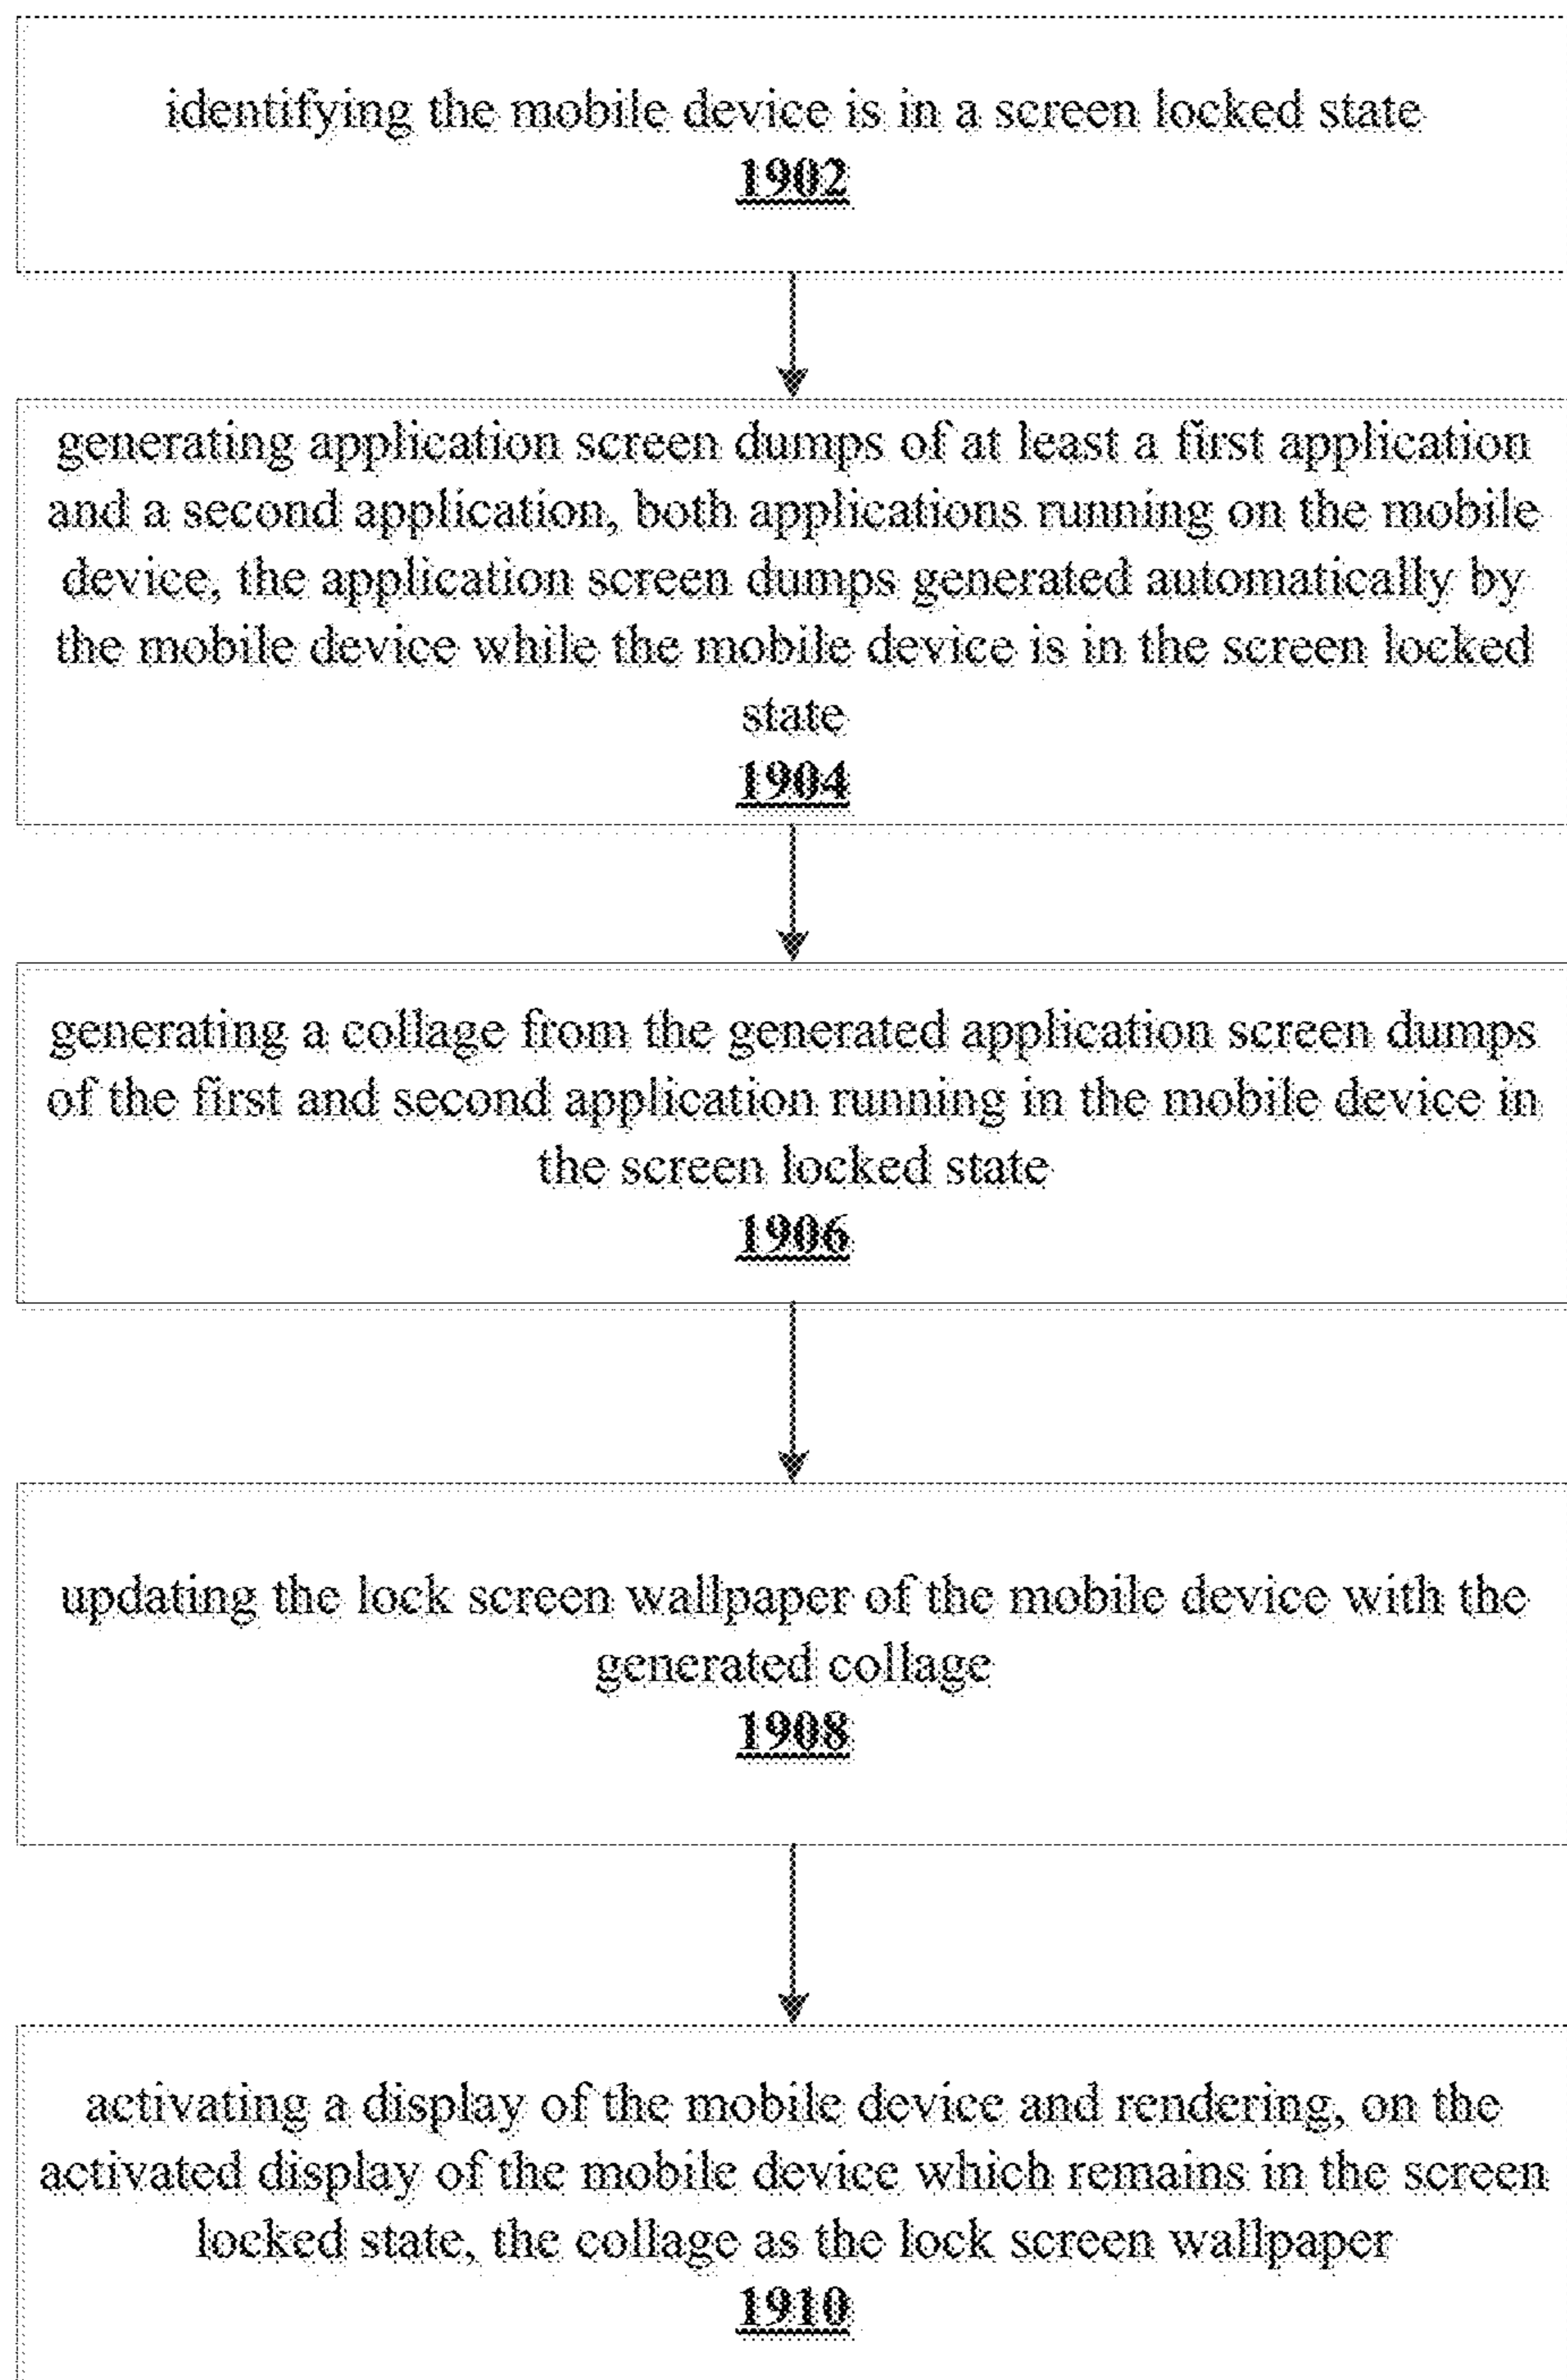 identifying the mobile device is in a screen locked state
1902
generating application screen dumps of at least a first application
and a second application, both applications running on the mobile
device, the application screen dumps generated automatically by
the mobile device while the mobile device is in the screen locked
state
1904
generating a collage from the generated application screen dumps
of the first and second application running in the mobile device in
the screen locked state
1906
updating the lock screen wallpaper of the mobile device with the
generated collage
1908
activating a display of the mobile device and rendering, on the
activated display of the mobile device which remains in the screen
locked state, the collage as the lock screen wallpaper
1910